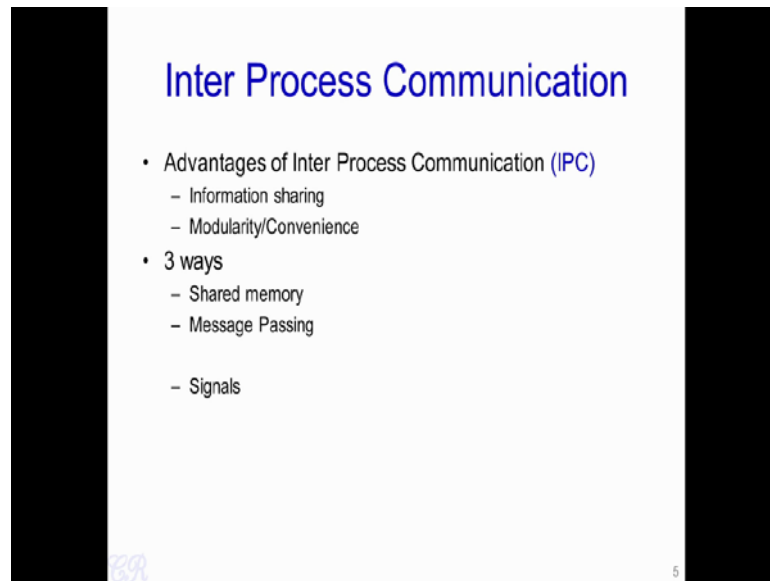 Inter Process Communication
• Advantages of Inter Process Communication (IPC)
– Information sharing
– Modularity/Convenience
• 3 ways
– Shared memory
– Message Passing
– Signals
CR
5